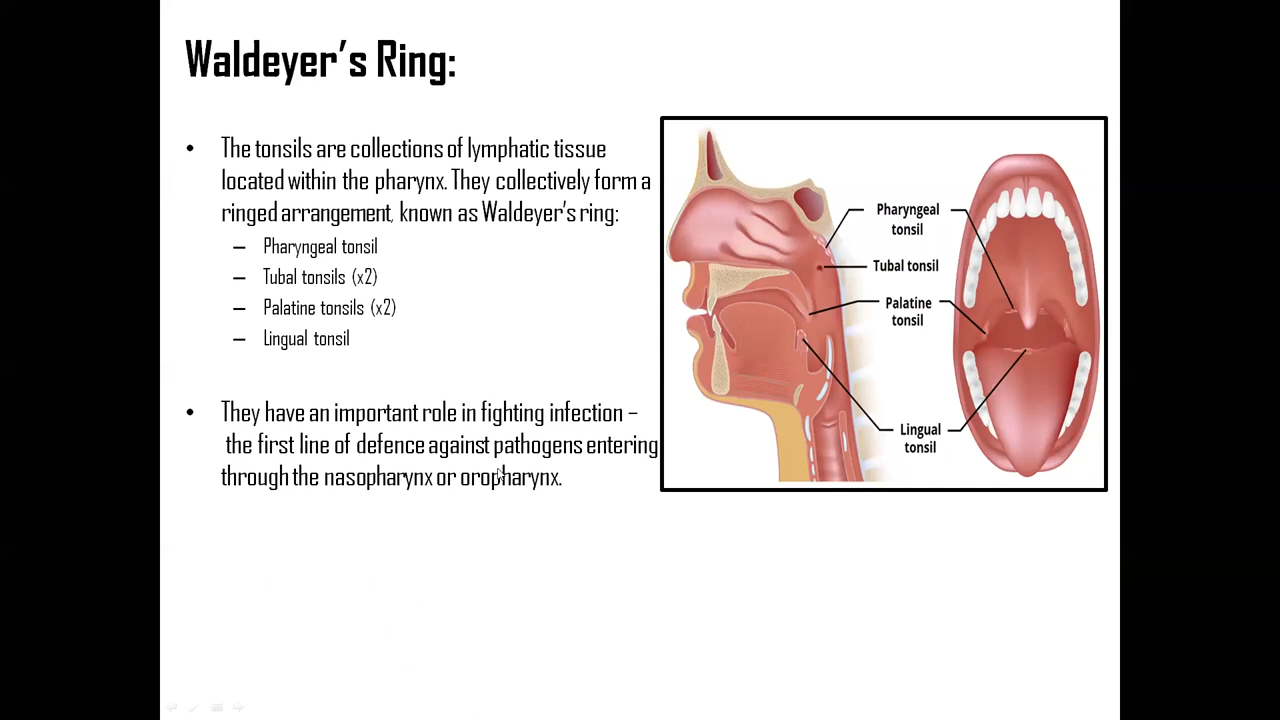 Waldeyer’s Ring:
• The tonsils are collections of lymphatic tissue
located within the pharynx. They collectively form a
ringed arrangement, known as Waldeyer’s ring:
– Pharyngeal tonsil
– Tubal tonsils (x2)
– Palatine tonsils (x2)
– Lingual tonsil
• They have an important role in fighting infection –
the first line of defence against pathogens entering
through the nasopharynx or oropharynx.
Pharyngeal
tonsil
Tubal tonsil
Palatine
tonsil
Lingual
tonsil